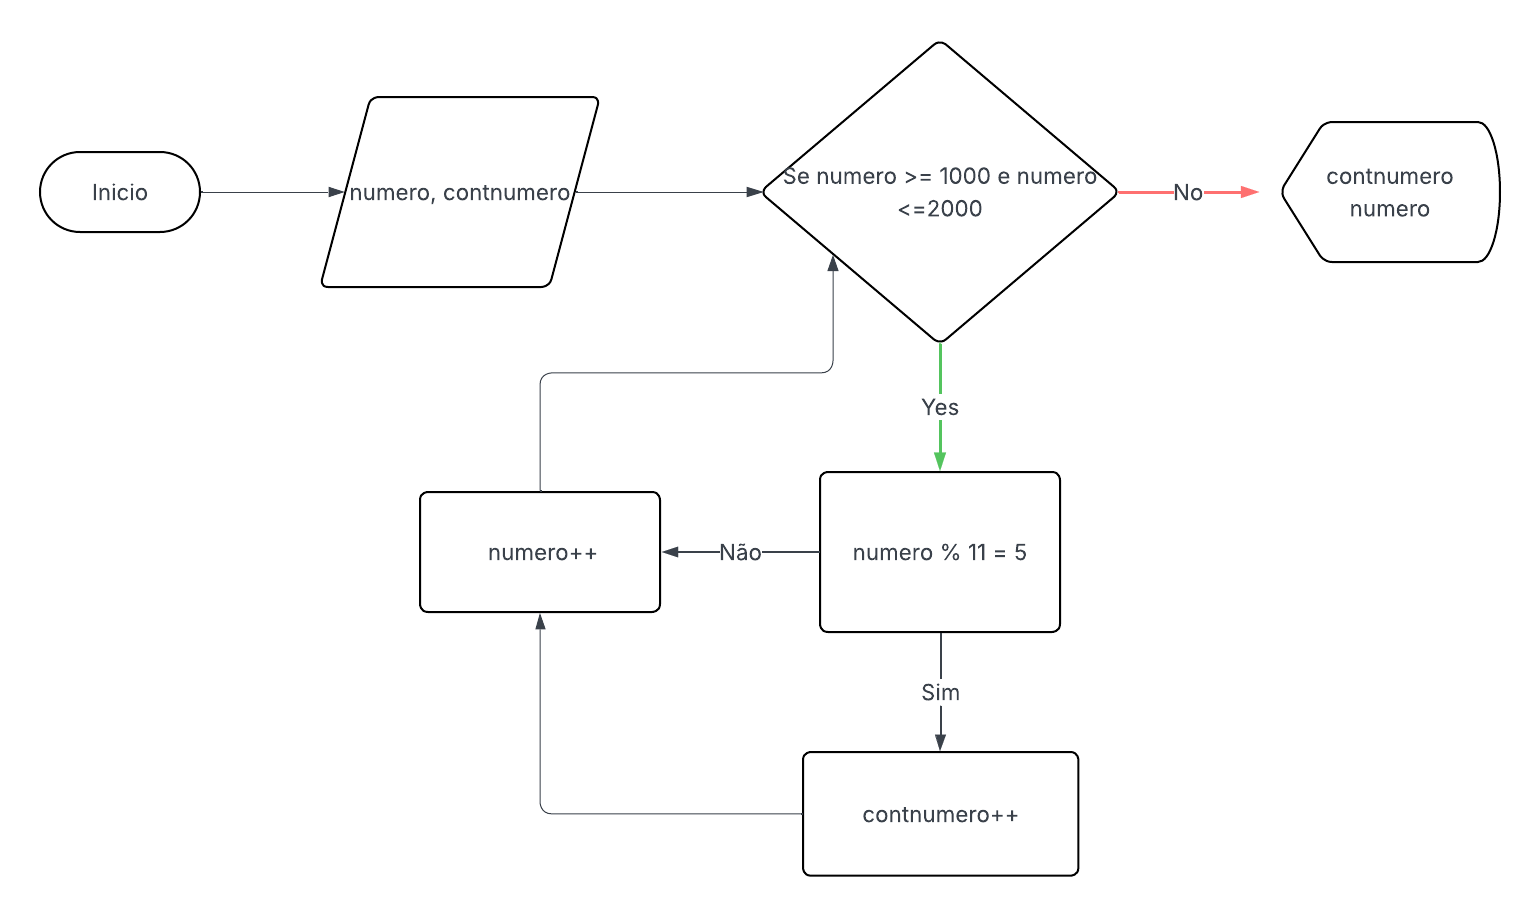 Inicio
numero, contnumero
Se numero >= 1000 e numero
<=2000
No
contnumero
numero
Yes
numero++
Não
numero % 11 = 5
Sim
contnumero++